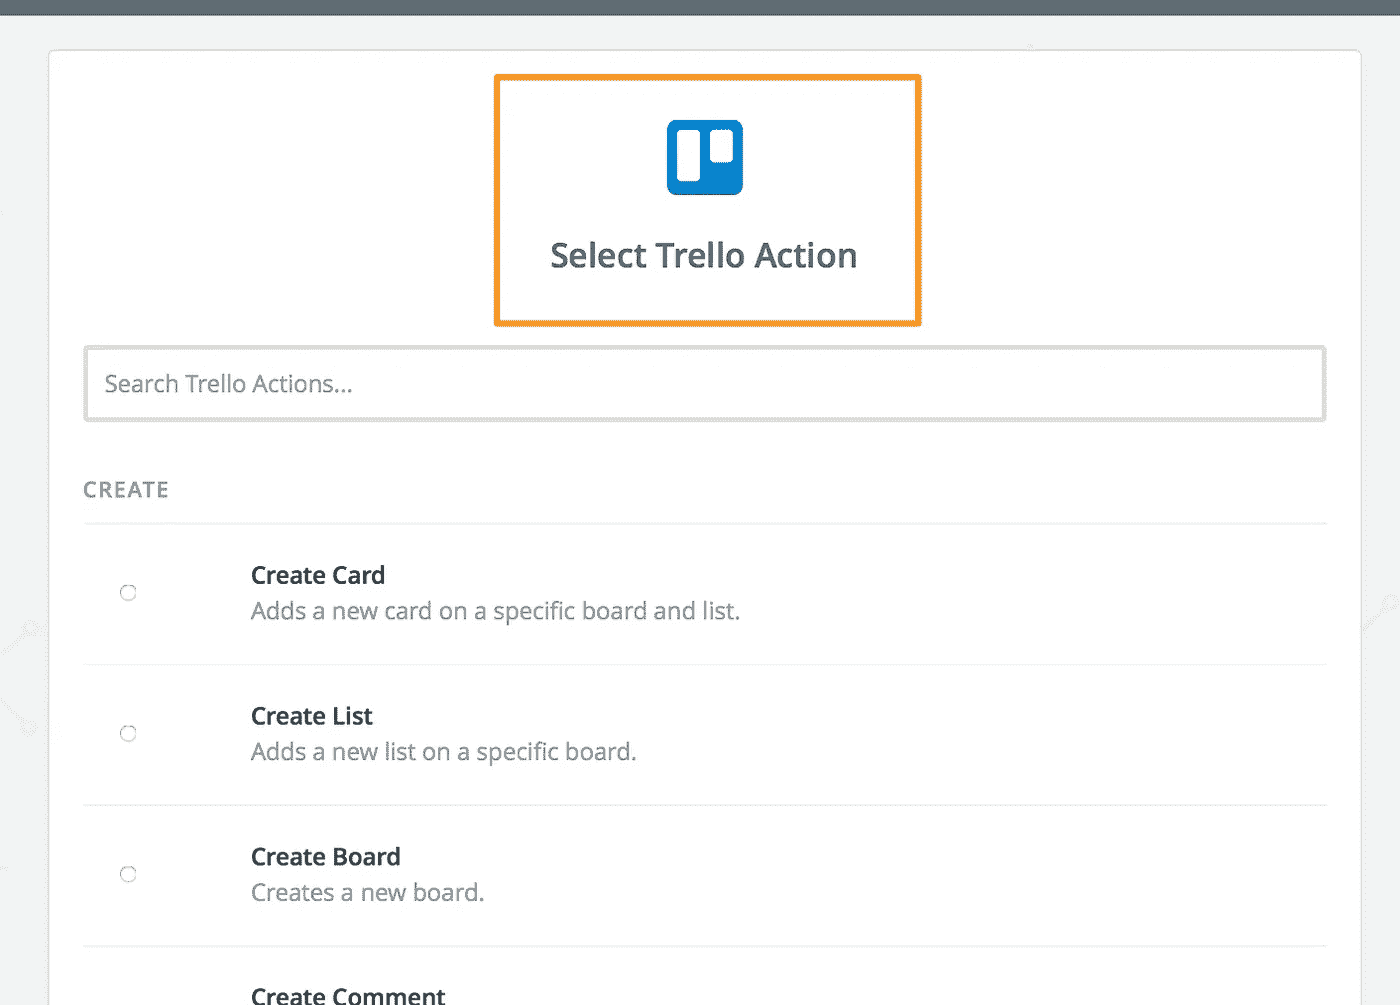 Select Trello Action
Search Trello Actions...
CREATE
Create Card
Adds a new card on a specific board and list.
Create List
Adds a new list on a specific board.
Create Board
Creates a new board.
Create Comment